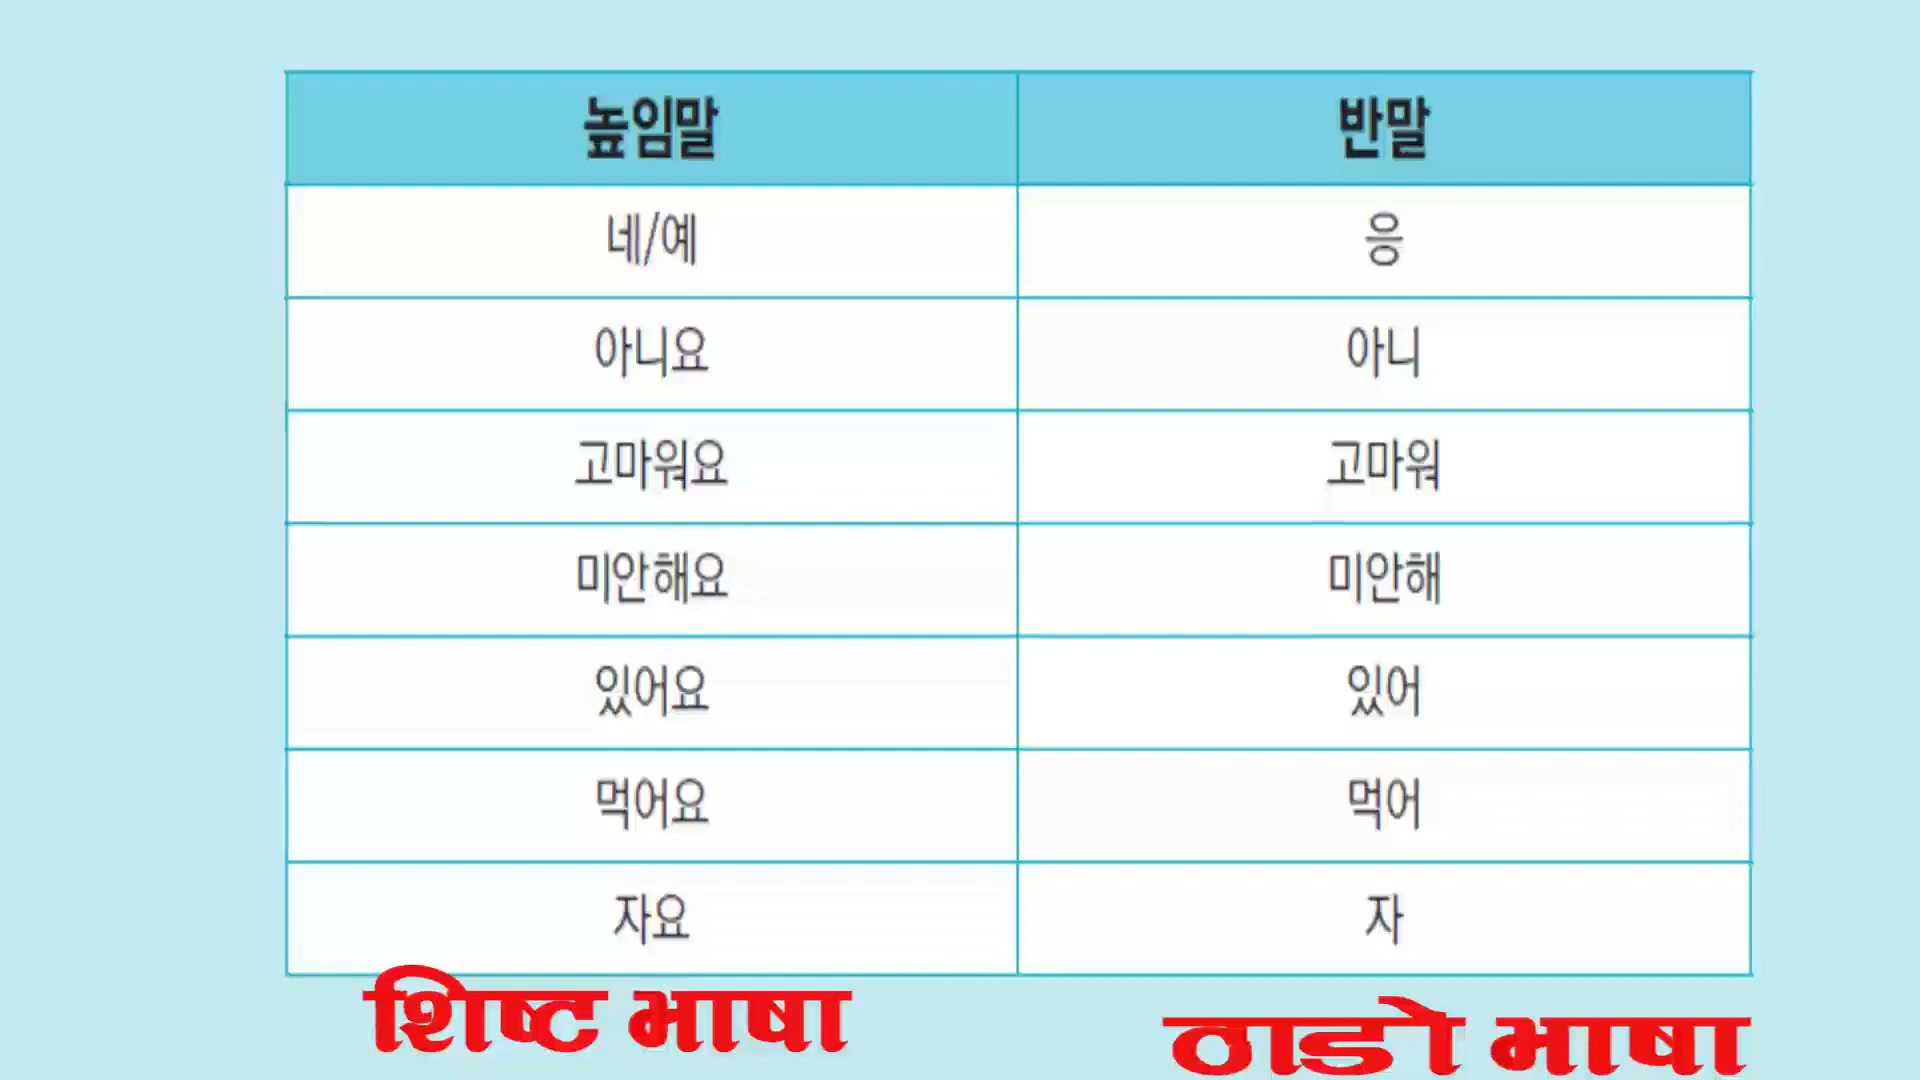 높임말 반말
네/예 응
아니요 아니
고마워요 고마워
미안해요 미안해
있어요 있어
먹어요 먹어
자요 자
शिष्ट भाषा ठाडो भाषा